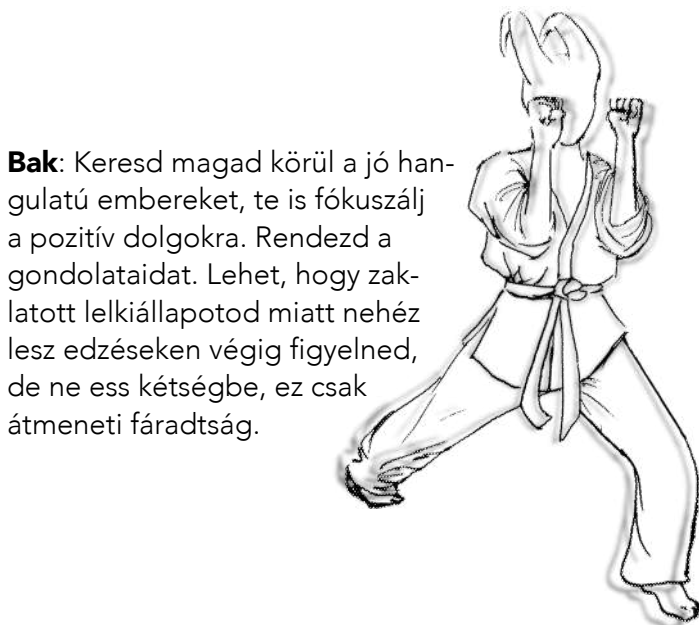 Bak: Keresd magad körül a jó han-
gulatú embereket, te is fókuszálj
a pozitív dolgokra. Rendezd a
gondolataidat. Lehet, hogy zak-
latott lelkiállapotod miatt nehéz
lesz edzéseken végig figyelned,
de ne ess kétségbe, ez csak
átmeneti fáradtság.